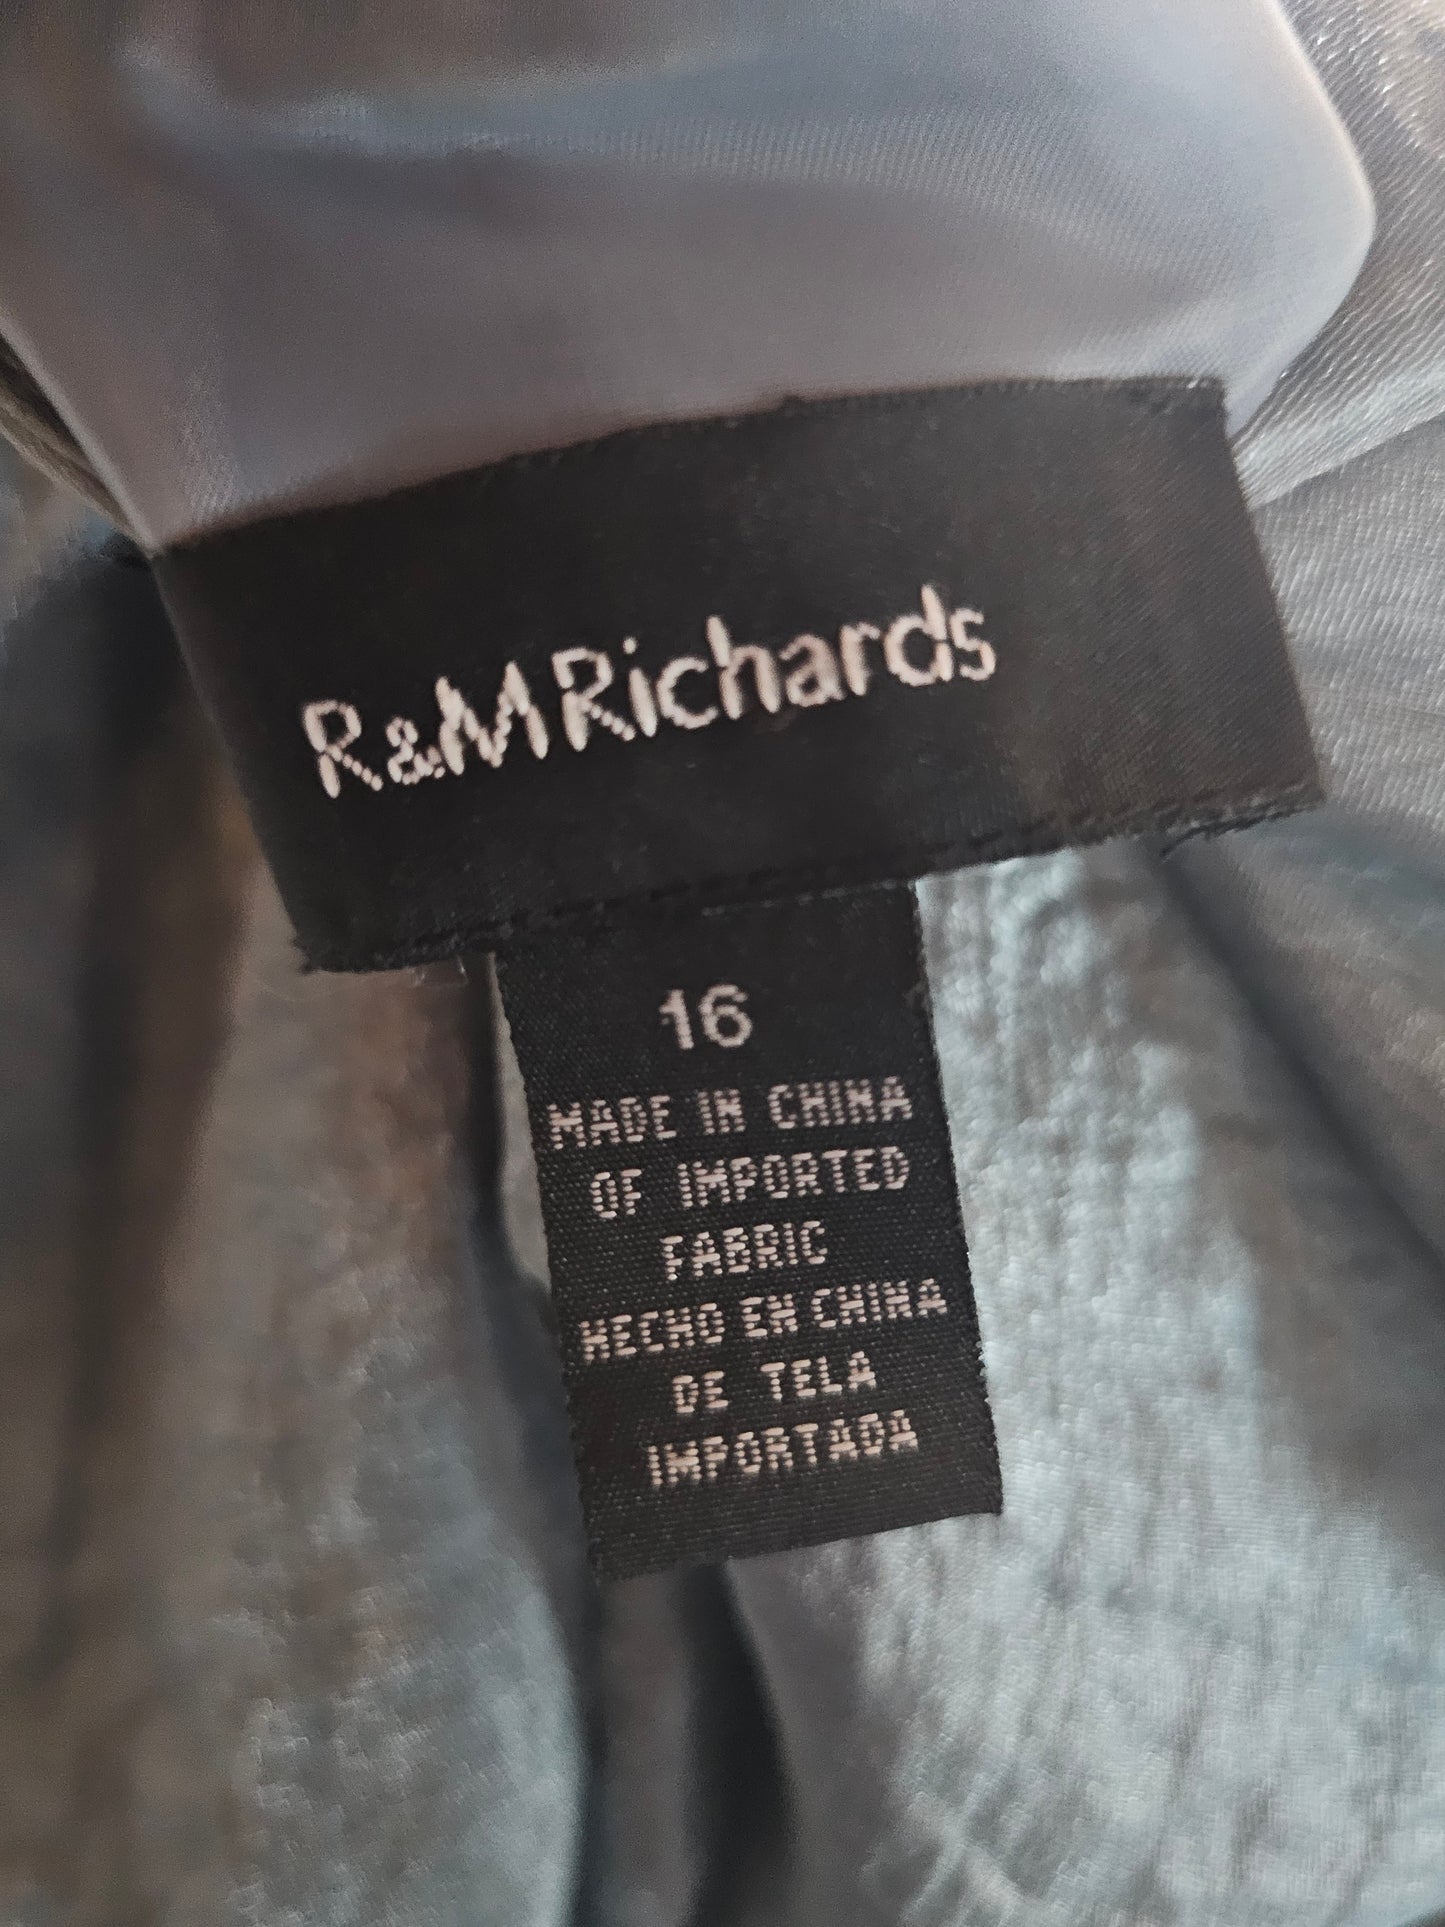 R&M Richards
16
MADE IN CHINA
OF IMPORTED
FABRIC
HECHO EN CHINA
DE TELA
IMPORTADA